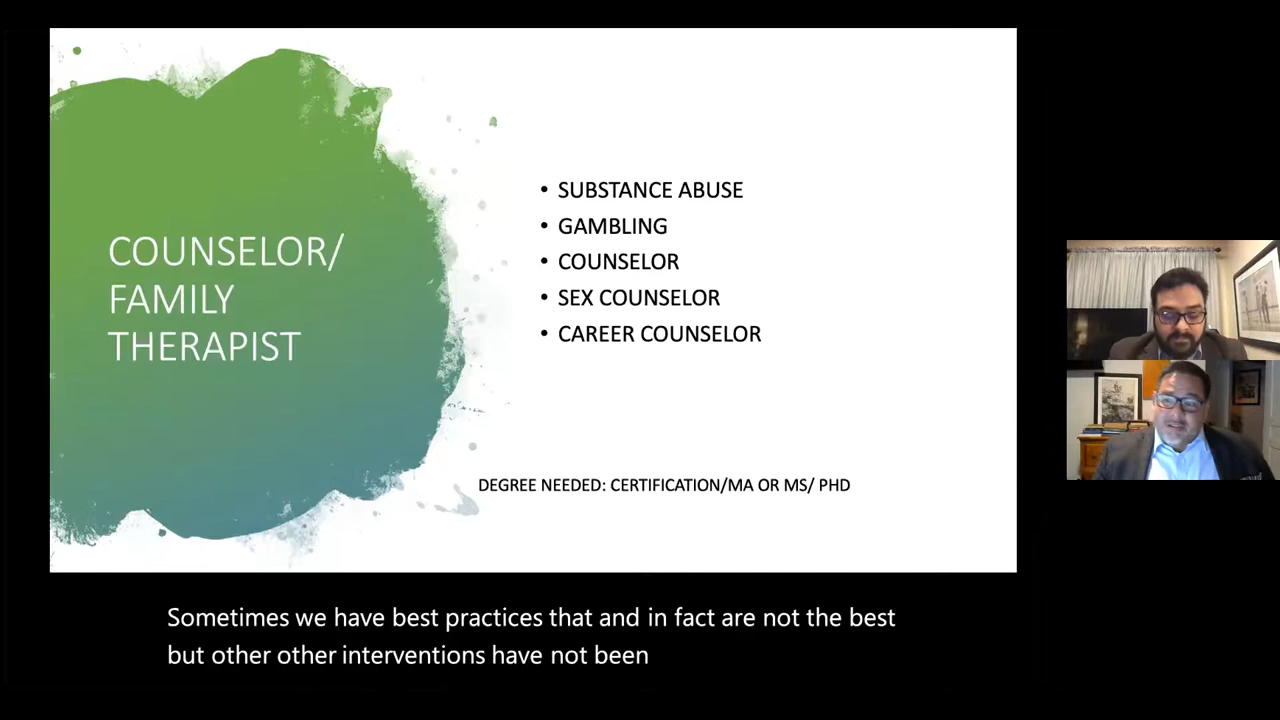 COUNSELOR/
FAMILY
THERAPIST
• SUBSTANCE ABUSE
• GAMBLING
• COUNSELOR
• SEX COUNSELOR
• CAREER COUNSELOR
DEGREE NEEDED: CERTIFICATION/MA OR MS/ PHD
Sometimes we have best practices that and in fact are not the best
but other other interventions have not been